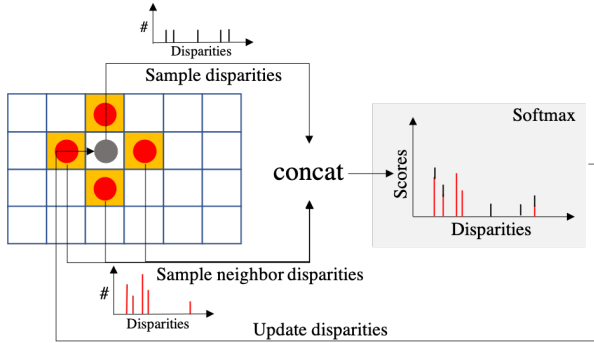 #
Disparities
Sample disparities
Softmax
concat
Scores
Disparities
Sample neighbor disparities
#
Disparities
Update disparities